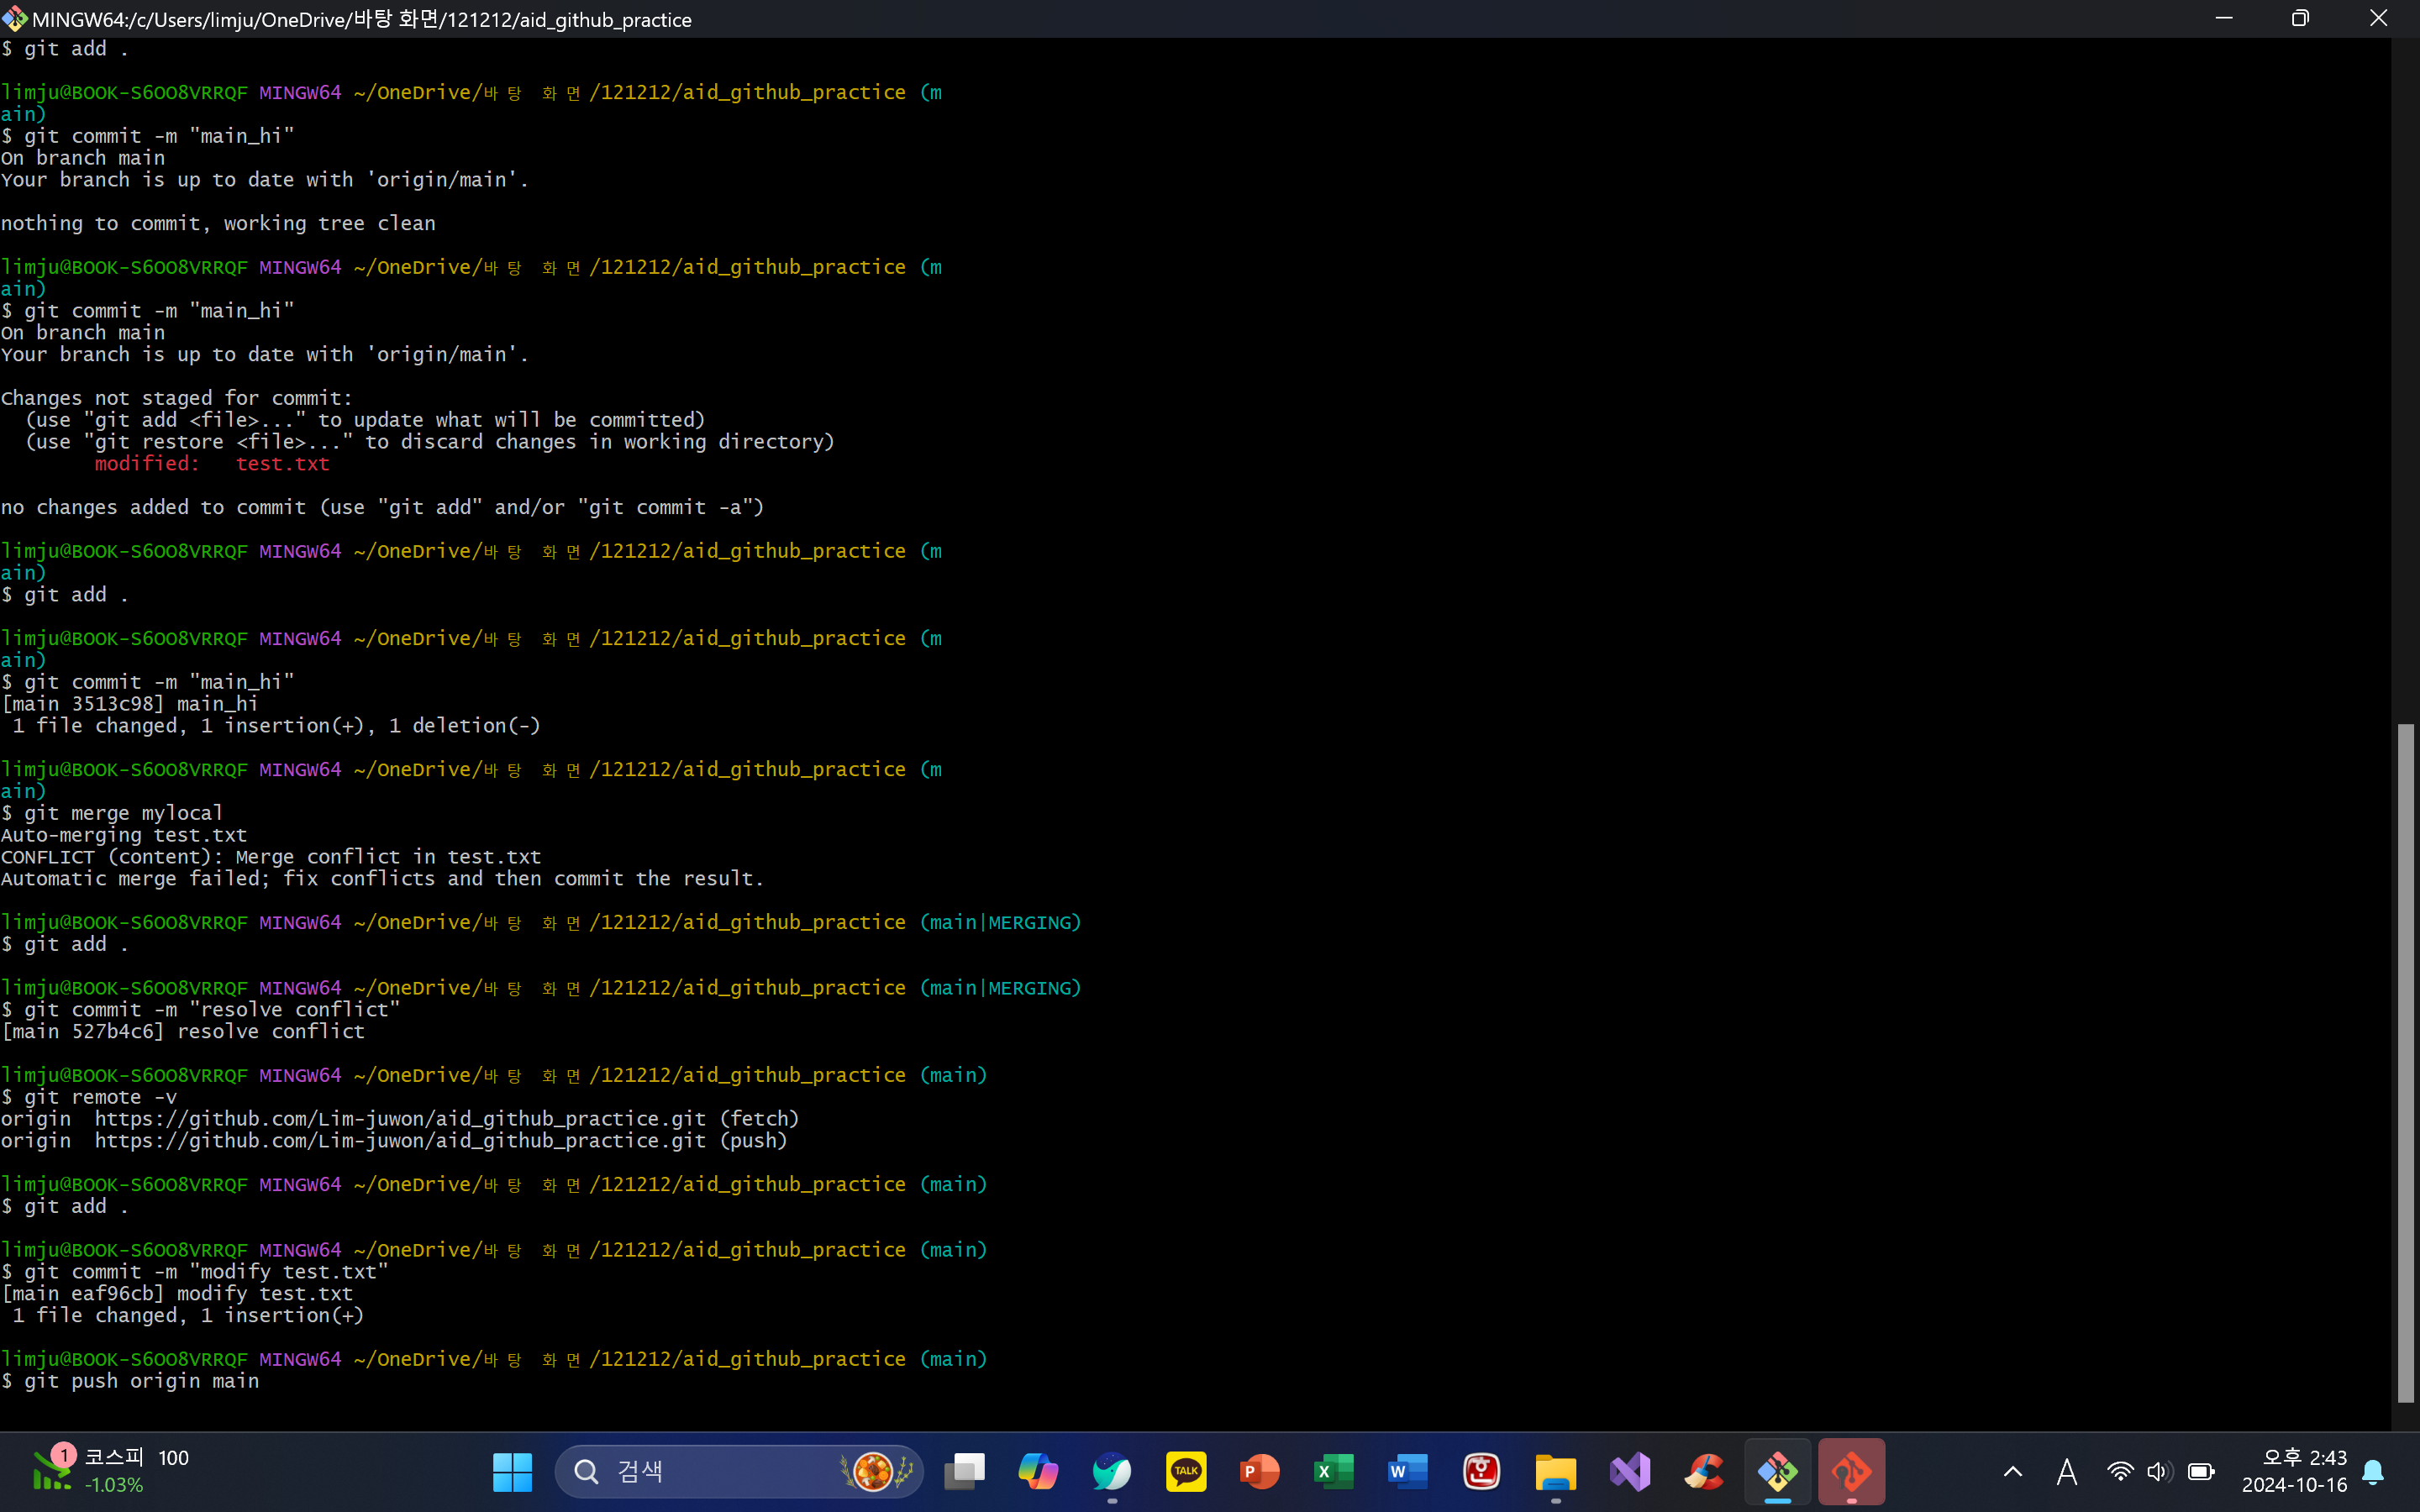 MINGW64:/c/Users/limju/OneDrive/바탕 화면/121212/aid_github_practice
$ git add .
limju@BOOK-S6OO8VRRQF MINGW64 ~/OneDrive/바탕 화면/121212/aid_github_practice (m
ain)
$ git commit -m "main_hi"
On branch main
Your branch is up to date with 'origin/main'.
nothing to commit, working tree clean
limju@BOOK-S6OO8VRRQF MINGW64 ~/OneDrive/바탕 화면/121212/aid_github_practice (m
ain)
$ git commit -m "main_hi"
On branch main
Your branch is up to date with 'origin/main'.
Changes not staged for commit:
  (use "git add <file>..." to update what will be committed)
  (use "git restore <file>..." to discard changes in working directory)
        modified:   test.txt
no changes added to commit (use "git add" and/or "git commit -a")
limju@BOOK-S6OO8VRRQF MINGW64 ~/OneDrive/바탕 화면/121212/aid_github_practice (m
ain)
$ git add .
limju@BOOK-S6OO8VRRQF MINGW64 ~/OneDrive/바탕 화면/121212/aid_github_practice (m
ain)
$ git commit -m "main_hi"
[main 3513c98] main_hi
 1 file changed, 1 insertion(+), 1 deletion(-)
limju@BOOK-S6OO8VRRQF MINGW64 ~/OneDrive/바탕 화면/121212/aid_github_practice (m
ain)
$ git merge mylocal
Auto-merging test.txt
CONFLICT (content): Merge conflict in test.txt
Automatic merge failed; fix conflicts and then commit the result.
limju@BOOK-S6OO8VRRQF MINGW64 ~/OneDrive/바탕 화면/121212/aid_github_practice (main|MERGING)
$ git add .
limju@BOOK-S6OO8VRRQF MINGW64 ~/OneDrive/바탕 화면/121212/aid_github_practice (main|MERGING)
$ git commit -m "resolve conflict"
[main 527b4c6] resolve conflict
limju@BOOK-S6OO8VRRQF MINGW64 ~/OneDrive/바탕 화면/121212/aid_github_practice (main)
$ git remote -v
origin  https://github.com/Lim-juwon/aid_github_practice.git (fetch)
origin  https://github.com/Lim-juwon/aid_github_practice.git (push)
limju@BOOK-S6OO8VRRQF MINGW64 ~/OneDrive/바탕 화면/121212/aid_github_practice (main)
$ git add .
limju@BOOK-S6OO8VRRQF MINGW64 ~/OneDrive/바탕 화면/121212/aid_github_practice (main)
$ git commit -m "modify test.txt"
[main eaf96cb] modify test.txt
 1 file changed, 1 insertion(+)
limju@BOOK-S6OO8VRRQF MINGW64 ~/OneDrive/바탕 화면/121212/aid_github_practice (main)
$ git push origin main
1
코스피 100
-1.03%
검색
TALK
P
X
W
A
오후 2:43
2024-10-16